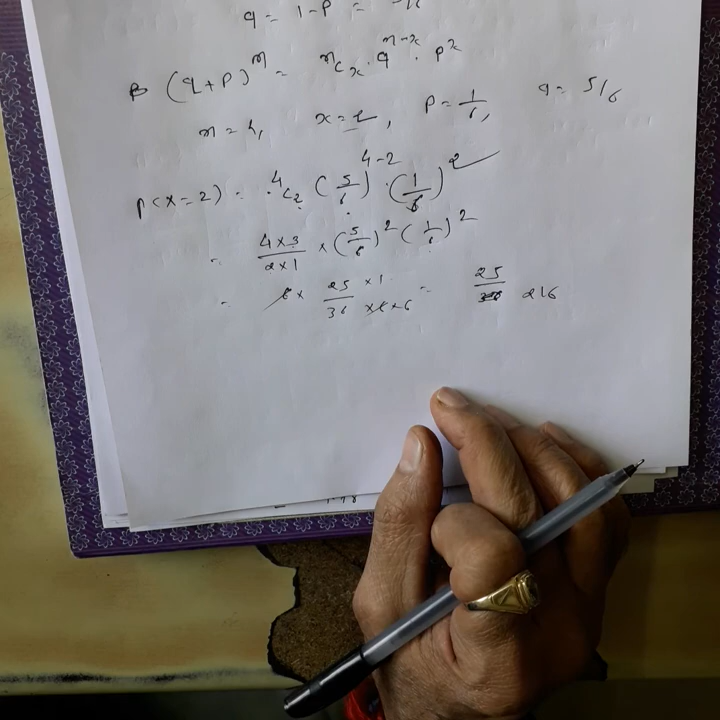 q = 1 - P =
B (q + P)^n = nCx . q^n-x . P^x
n = 4, x = 2, P = 1/6, q = 5/6
P(X = 2) = 4C2 (5/6)^4-2 . (1/6)^2
= 4 × 3 / 2 × 1 × (5/6)^2 (1/6)^2
= 6 × 25 × 1 / 36 × 6 × 6 = 25 / 216